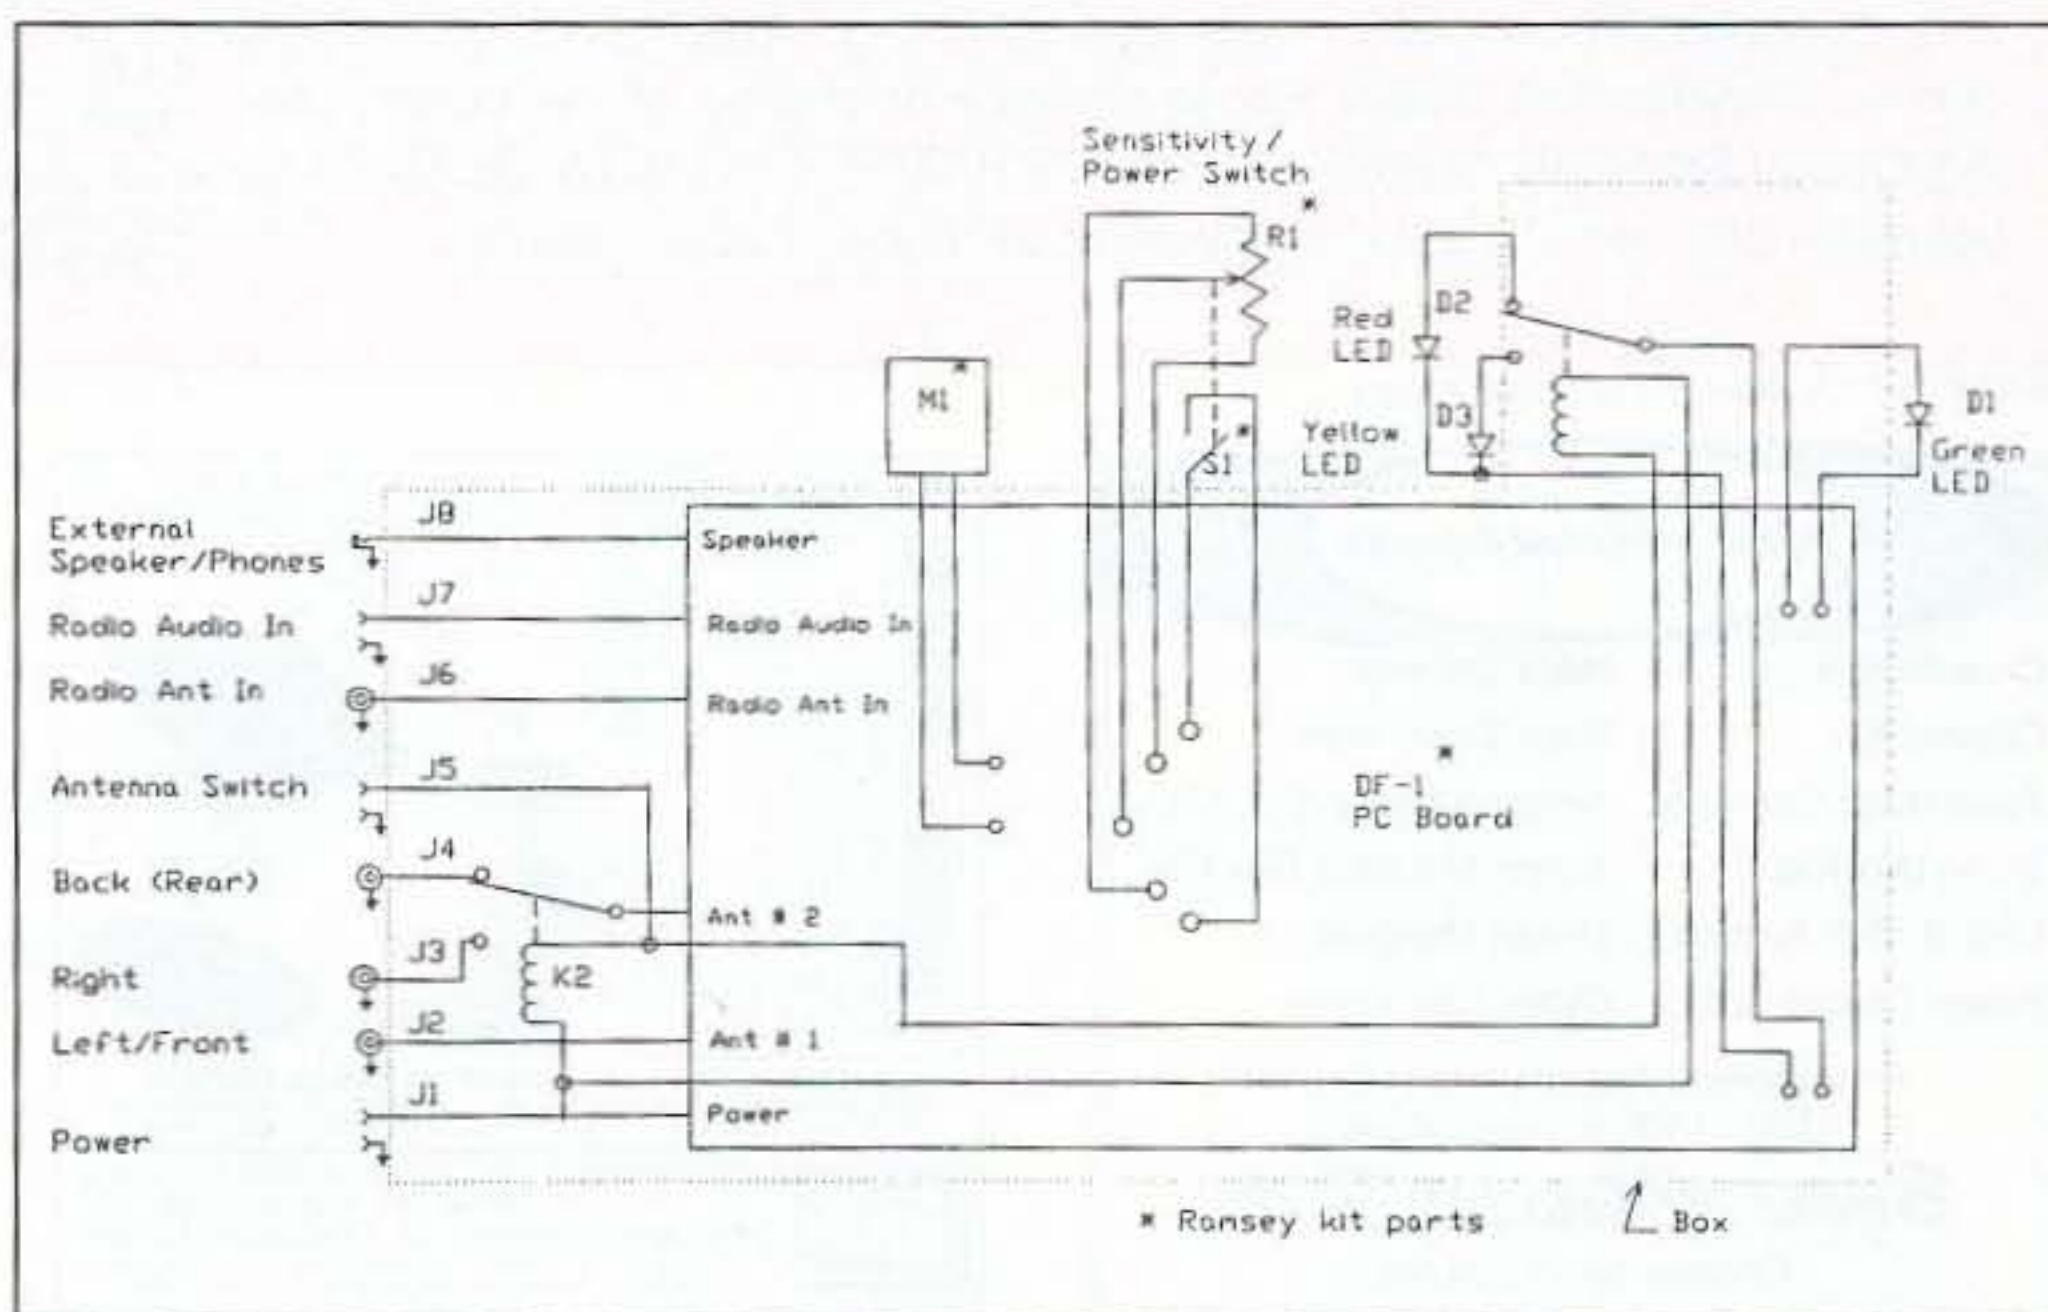 Sensitivity/
Power Switch
*
R1
D2
Red
LED
M1
*
D3
D1
Yellow
LED
*
S1
Green
LED
External
Speaker/Phones
J8
Speaker
Radio Audio In
J7
Radio Audio In
Radio Ant In
J6
Radio Ant In
Antenna Switch
J5
*
DF-1
PC Board
Back (Rear)
J4
Ant # 2
Right
J3
K2
Left/Front
J2
Ant # 1
Power
J1
Power
* Ramsey kit parts
Box